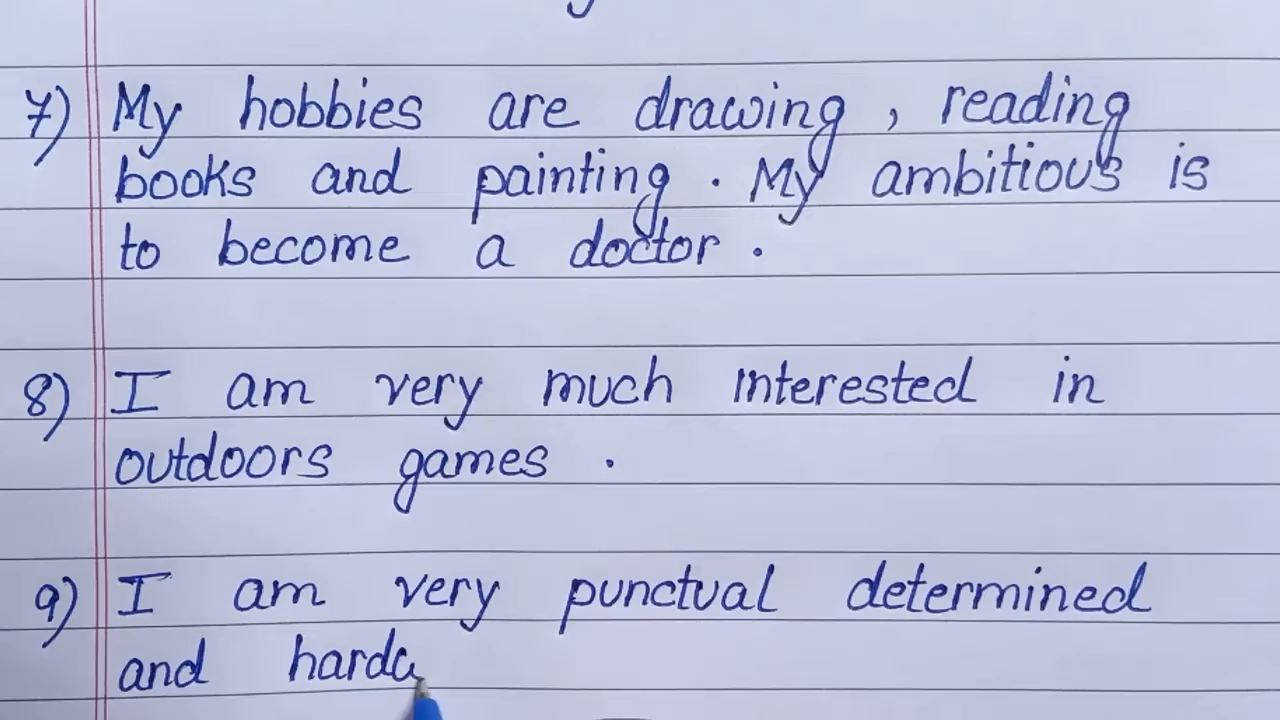 7) My hobbies are drawing , reading
books and painting . My ambitious is
to become a doctor .
8) I am very much interested in
outdoors games .
9) I am very punctual determined
and hard